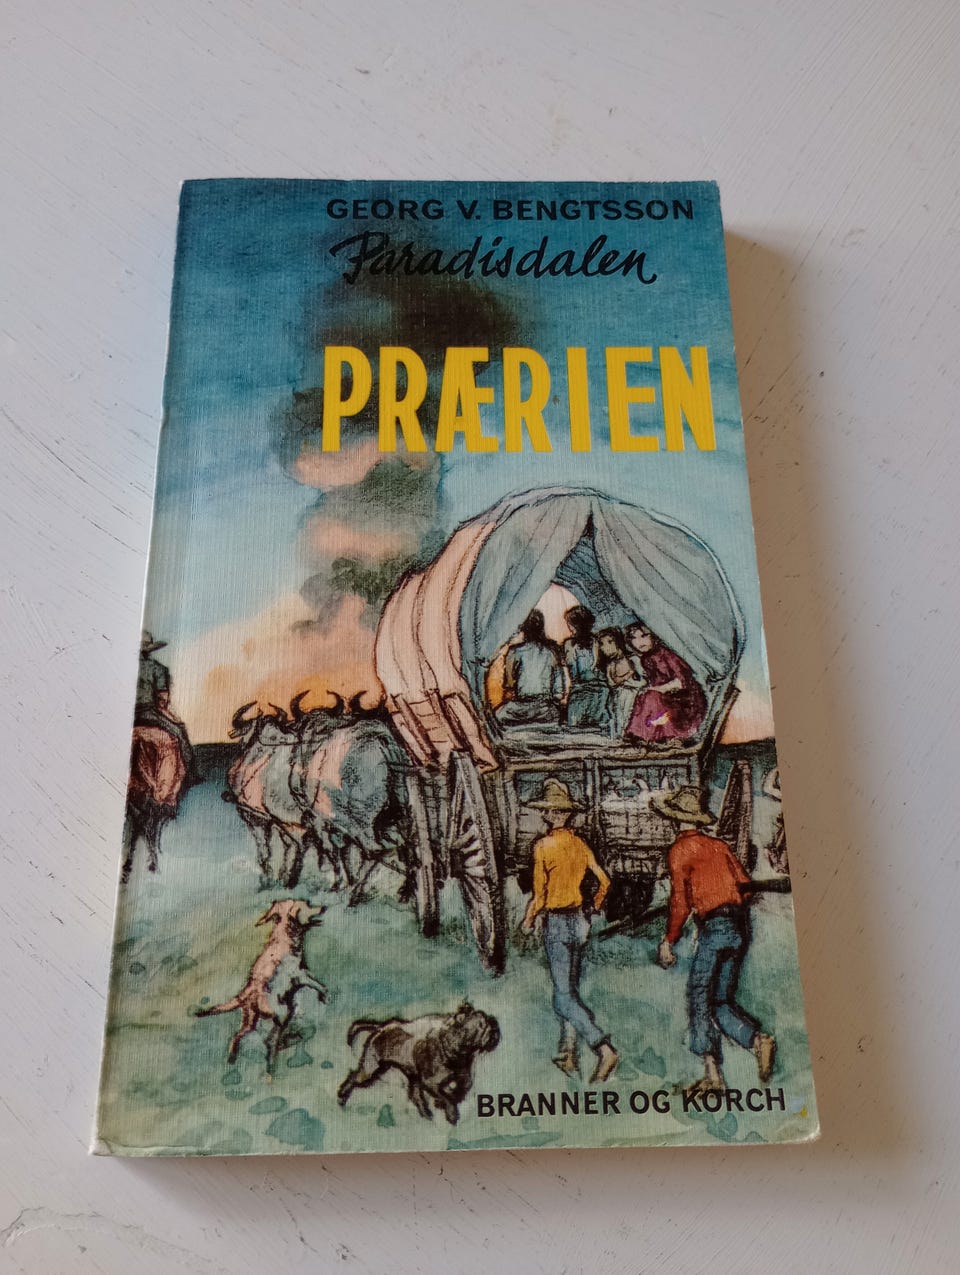 GEORG V. BENGTSSON
Paradisdalen
PRÆRIEN
BRANNER OG KORCH